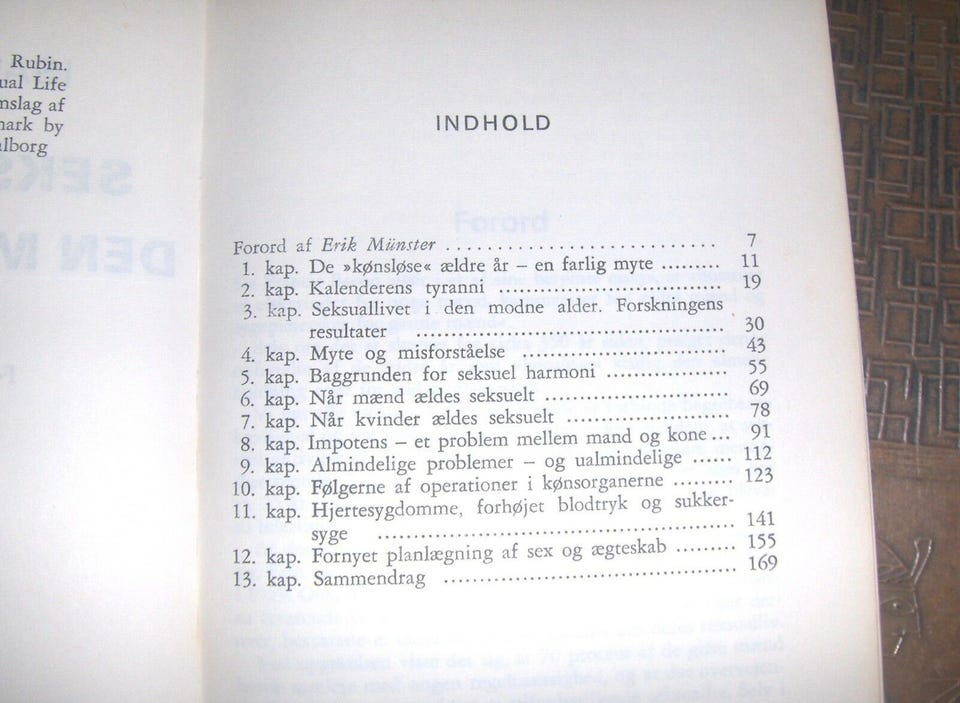 Rubin.
ual Life
nslag af
nark by
lborg
SEKS
DEN M
INDHOLD
Forord
Forord af Erik Münster ........................... 7
1. kap. De »kønsløse« ældre år – en farlig myte ......... 11
2. kap. Kalenderens tyranni ............................ 19
3. kap. Seksuallivet i den modne alder. Forskningens
resultater ................................... 30
4. kap. Myte og misforståelse ........................ 43
5. kap. Baggrunden for seksuel harmoni ................ 55
6. kap. Når mænd ældes seksuelt ...................... 69
7. kap. Når kvinder ældes seksuelt .................... 78
8. kap. Impotens – et problem mellem mand og kone ... 91
9. kap. Almindelige problemer – og ualmindelige ...... 112
10. kap. Følgerne af operationer i kønsorganerne ......... 123
11. kap. Hjertesygdomme, forhøjet blodtryk og sukker-
syge ........................................ 141
12. kap. Fornyet planlægning af sex og ægteskab ......... 155
13. kap. Sammendrag ................................. 169